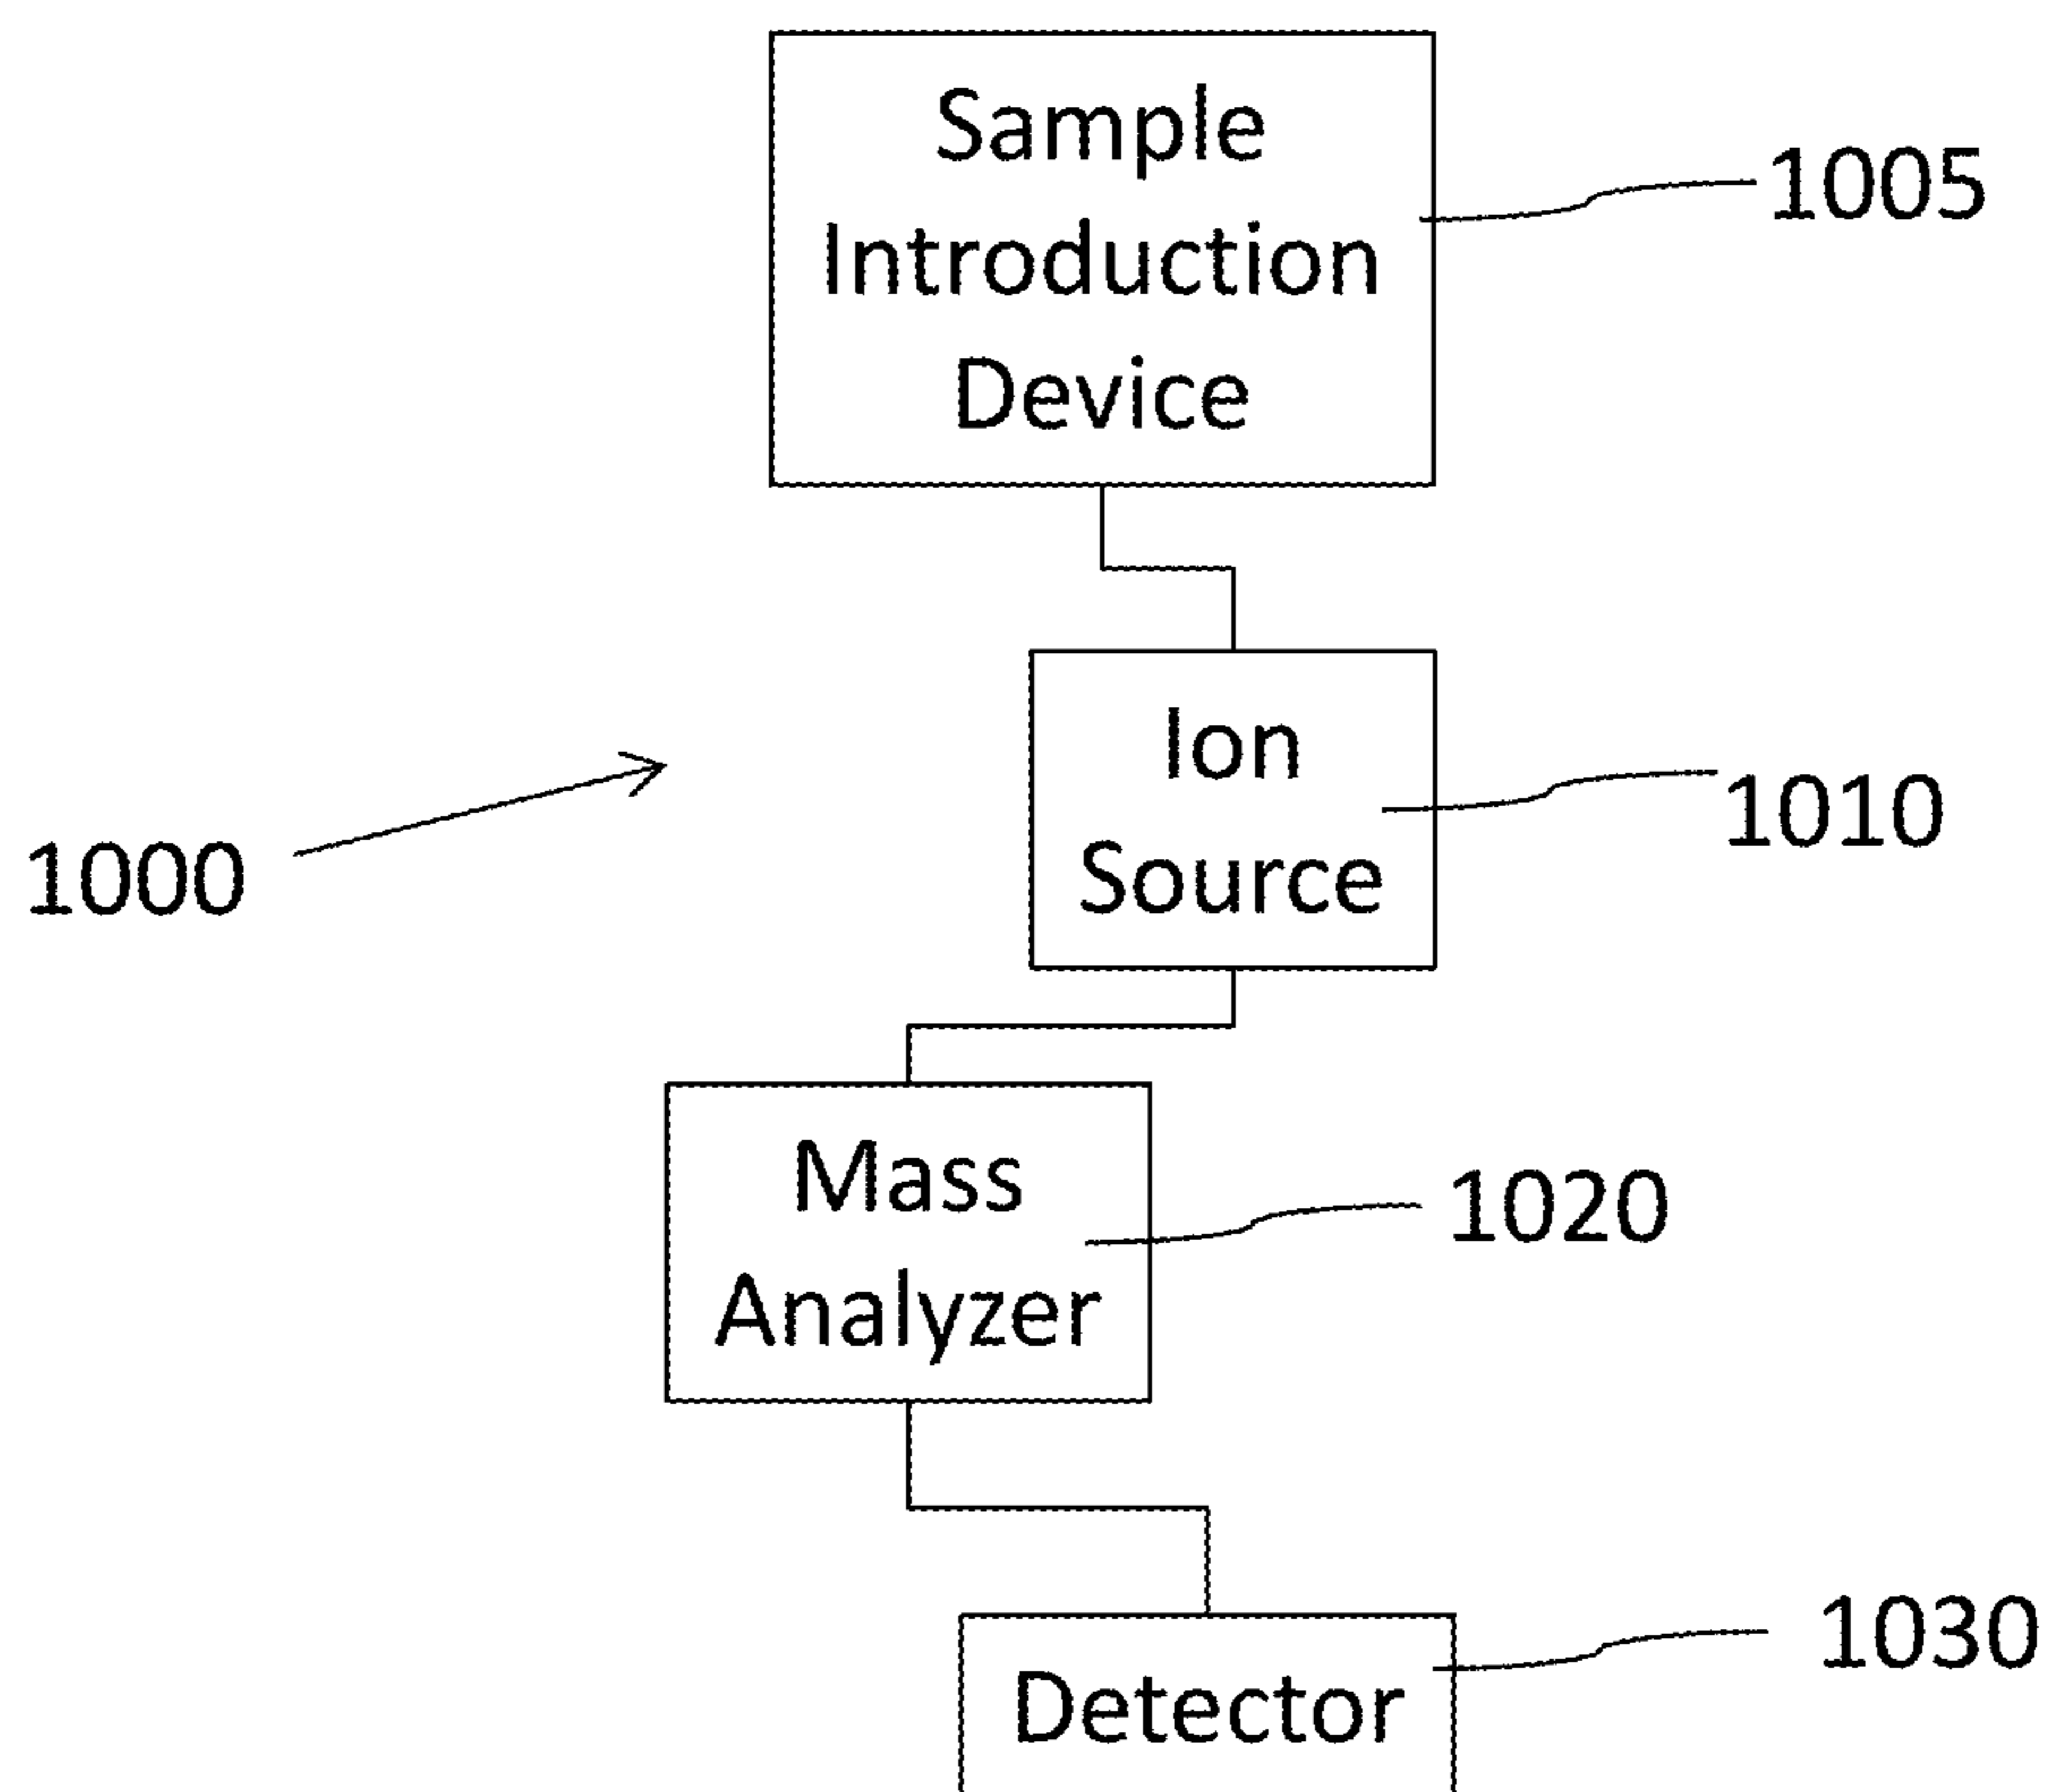 Sample
Introduction
Device
1005
Ion
Source
1010
1000
Mass
Analyzer
1020
Detector
1030